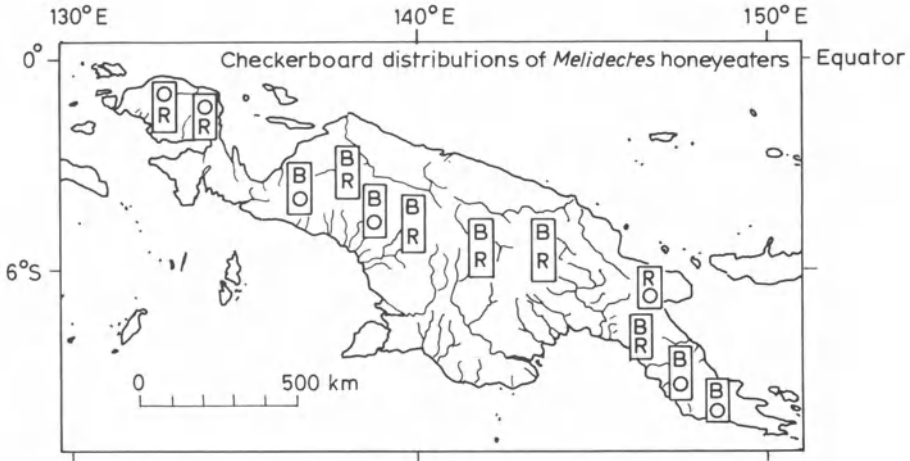 130°E 140°E 150°E
0°
Checkerboard distributions of Melidectes honeyeaters
Equator
O
R
O
R
B
R
B
O
B
O
B
R
B
R
B
R
6°S
R
O
B
R
B
O
B
O
0 500 km